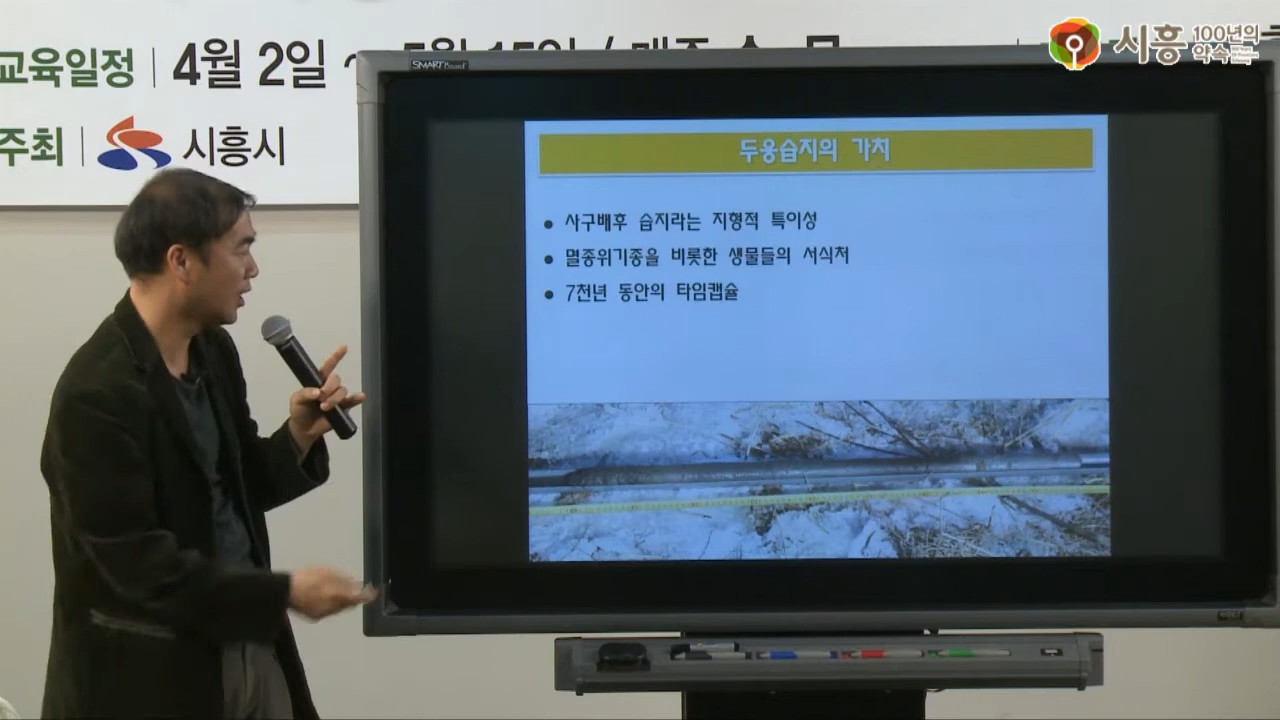 교육일정 4월 2일 ~
주최 시흥시
시흥 100년의 약속
SMART Board
두웅습지의 가치
• 사구배후 습지라는 지형적 특이성
• 멸종위기종을 비롯한 생물들의 서식처
• 7천년 동안의 타임캡슐